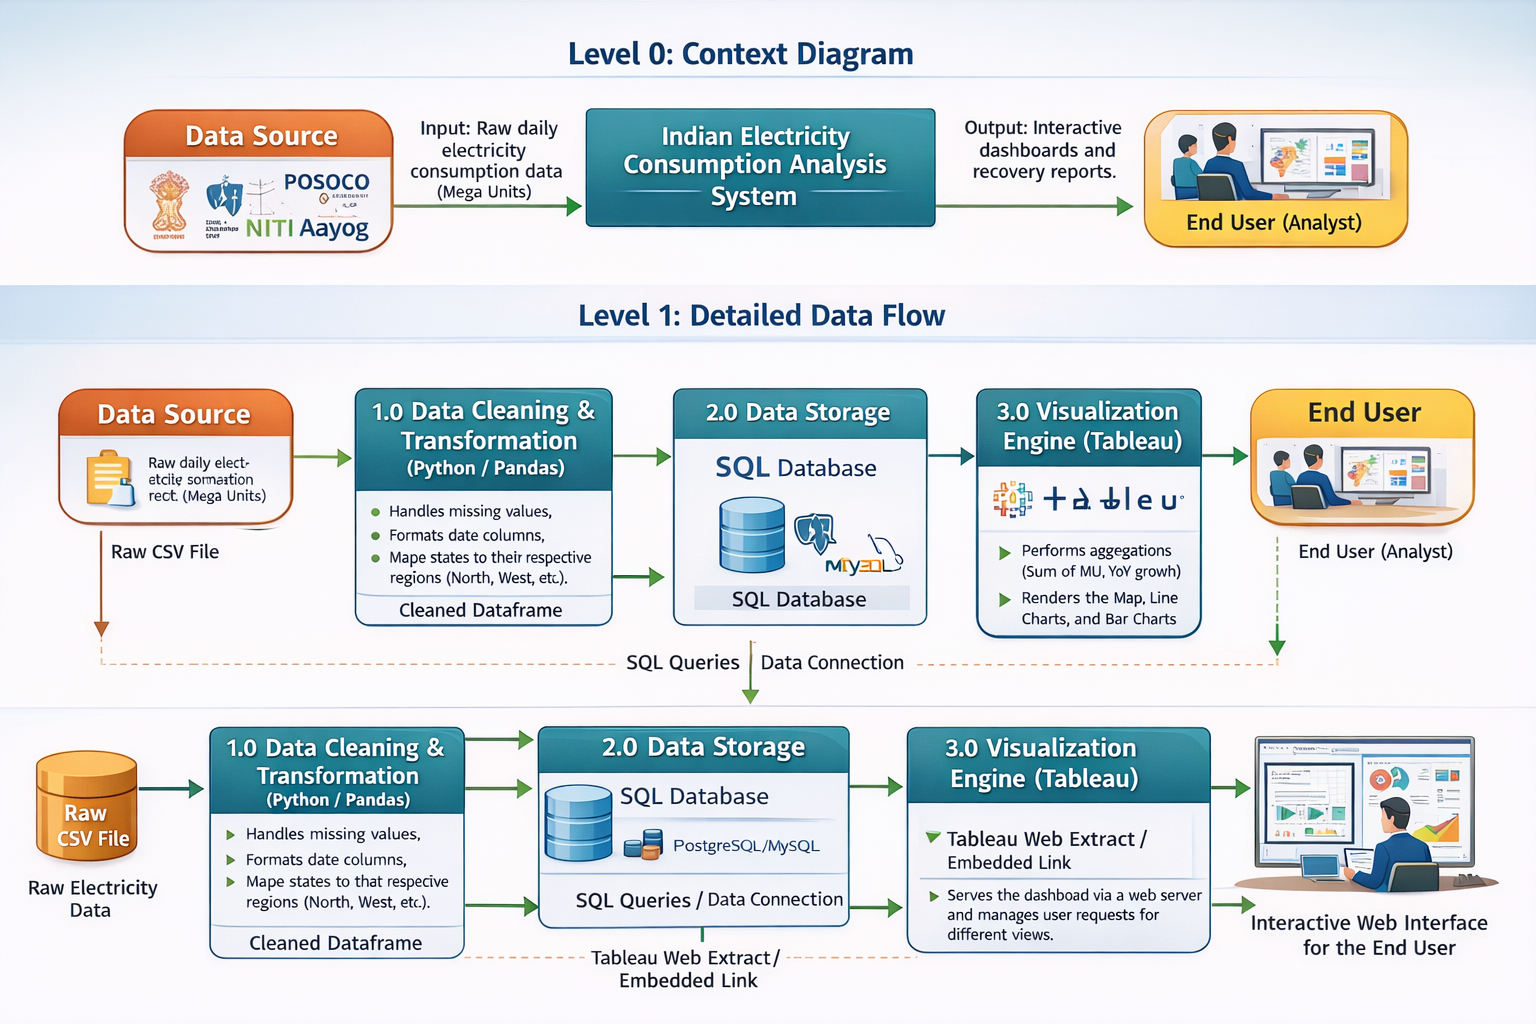 Level 0: Context Diagram
Data Source
POSOCO
NITI Aayog
Input: Raw daily
electricity
consumption data
(Mega Units)
Indian Electricity
Consumption Analysis
System
Output: Interactive
dashboards and
recovery reports.
End User (Analyst)
Level 1: Detailed Data Flow
Data Source
Raw daily elect-
etcily somation
rect. (Mega Units)
Raw CSV File
1.0 Data Cleaning &
Transformation
(Python / Pandas)
Handles missing values,
Formats date columns,
Mape states to their respective
regions (North, West, etc.).
Cleaned Dataframe
2.0 Data Storage
SQL Database
SQL Database
3.0 Visualization
Engine (Tableau)
Performs aggegations
(Sum of MU, YoY growth)
Renders the Map, Line
Charts, and Bar Charts
End User
End User (Analyst)
SQL Queries
Data Connection
Raw
CSV File
Raw Electricity
Data
1.0 Data Cleaning &
Transformation
(Python / Pandas)
Handles missing values,
Formats date columns,
Mape states to that respective
regions (North, West, etc.).
Cleaned Dataframe
2.0 Data Storage
SQL Database
PostgreSQL/MySQL
SQL Queries / Data Connection
Tableau Web Extract/
Embedded Link
3.0 Visualization
Engine (Tableau)
Tableau Web Extract /
Embedded Link
Serves the dashboad via a web server
and manages user requests for
different views.
Interactive Web Interface
for the End User